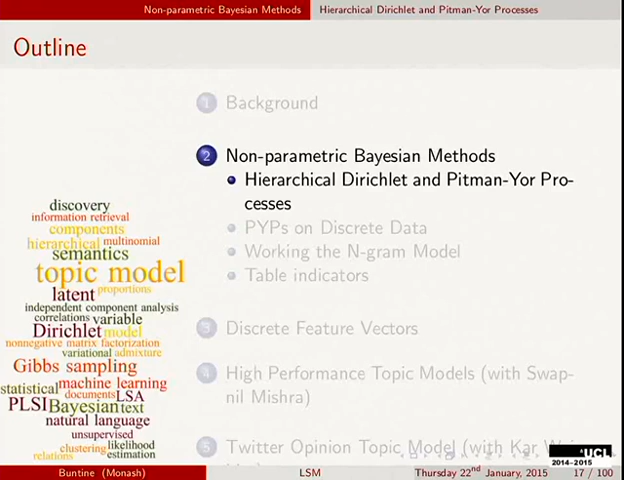 Non-parametric Bayesian Methods Hierarchical Dirichlet and Pitman-Yor Processes
Outline
1 Background
2 Non-parametric Bayesian Methods
Hierarchical Dirichlet and Pitman-Yor Pro-
cesses
PYPs on Discrete Data
Working the N-gram Model
Table indicators
3 Discrete Feature Vectors
4 High Performance Topic Models (with Swap-
nil Mishra)
5 Twitter Opinion Topic Model (with Kar Wai
discovery
information retrieval
components
hierarchical multinomial
semantics
topic model
latent proportions
independent component analysis
correlations variable
Dirichlet model
nonnegative matrix factorization
variational admixture
Gibbs sampling
statistical machine learning
documents LSA
PLSI Bayesian text
natural language
unsupervised
clustering likelihood
relations estimation
UCL
2014-2015
Buntine (Monash) LSM Thursday 22nd January, 2015 17 / 100